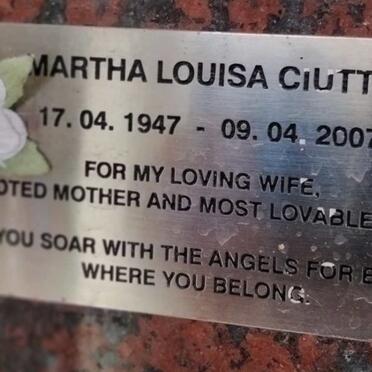 MARTHA LOUISA CIUTT
17.04.1947 - 09.04.2007
FOR MY LOVING WIFE,
OTED MOTHER AND MOST LOVABLE
YOU SOAR WITH THE ANGELS FOR E
WHERE YOU BELONG.